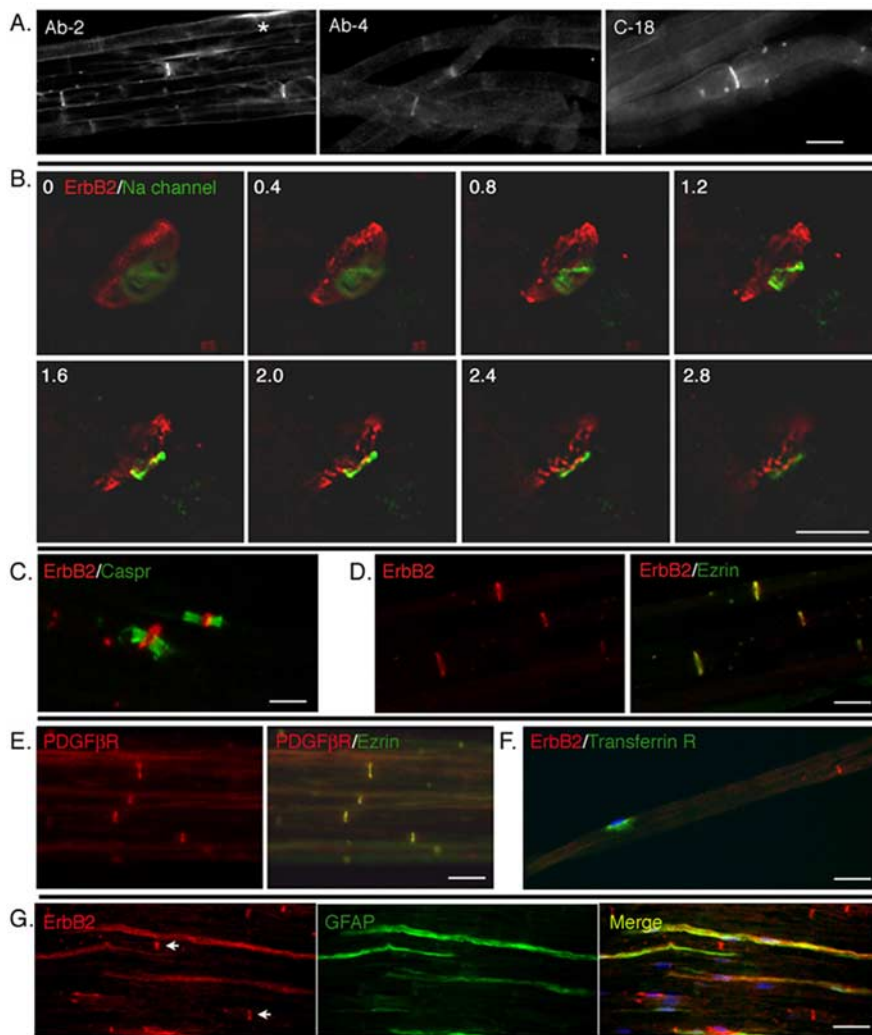 A.
Ab-2
*
Ab-4
C-18
B.
0 ErbB2/Na channel
0.4
0.8
1.2
1.6
2.0
2.4
2.8
C.
ErbB2/Caspr
D.
ErbB2
ErbB2/Ezrin
E.
PDGFβR
PDGFβR/Ezrin
F.
ErbB2/Transferrin R
G.
ErbB2
GFAP
Merge